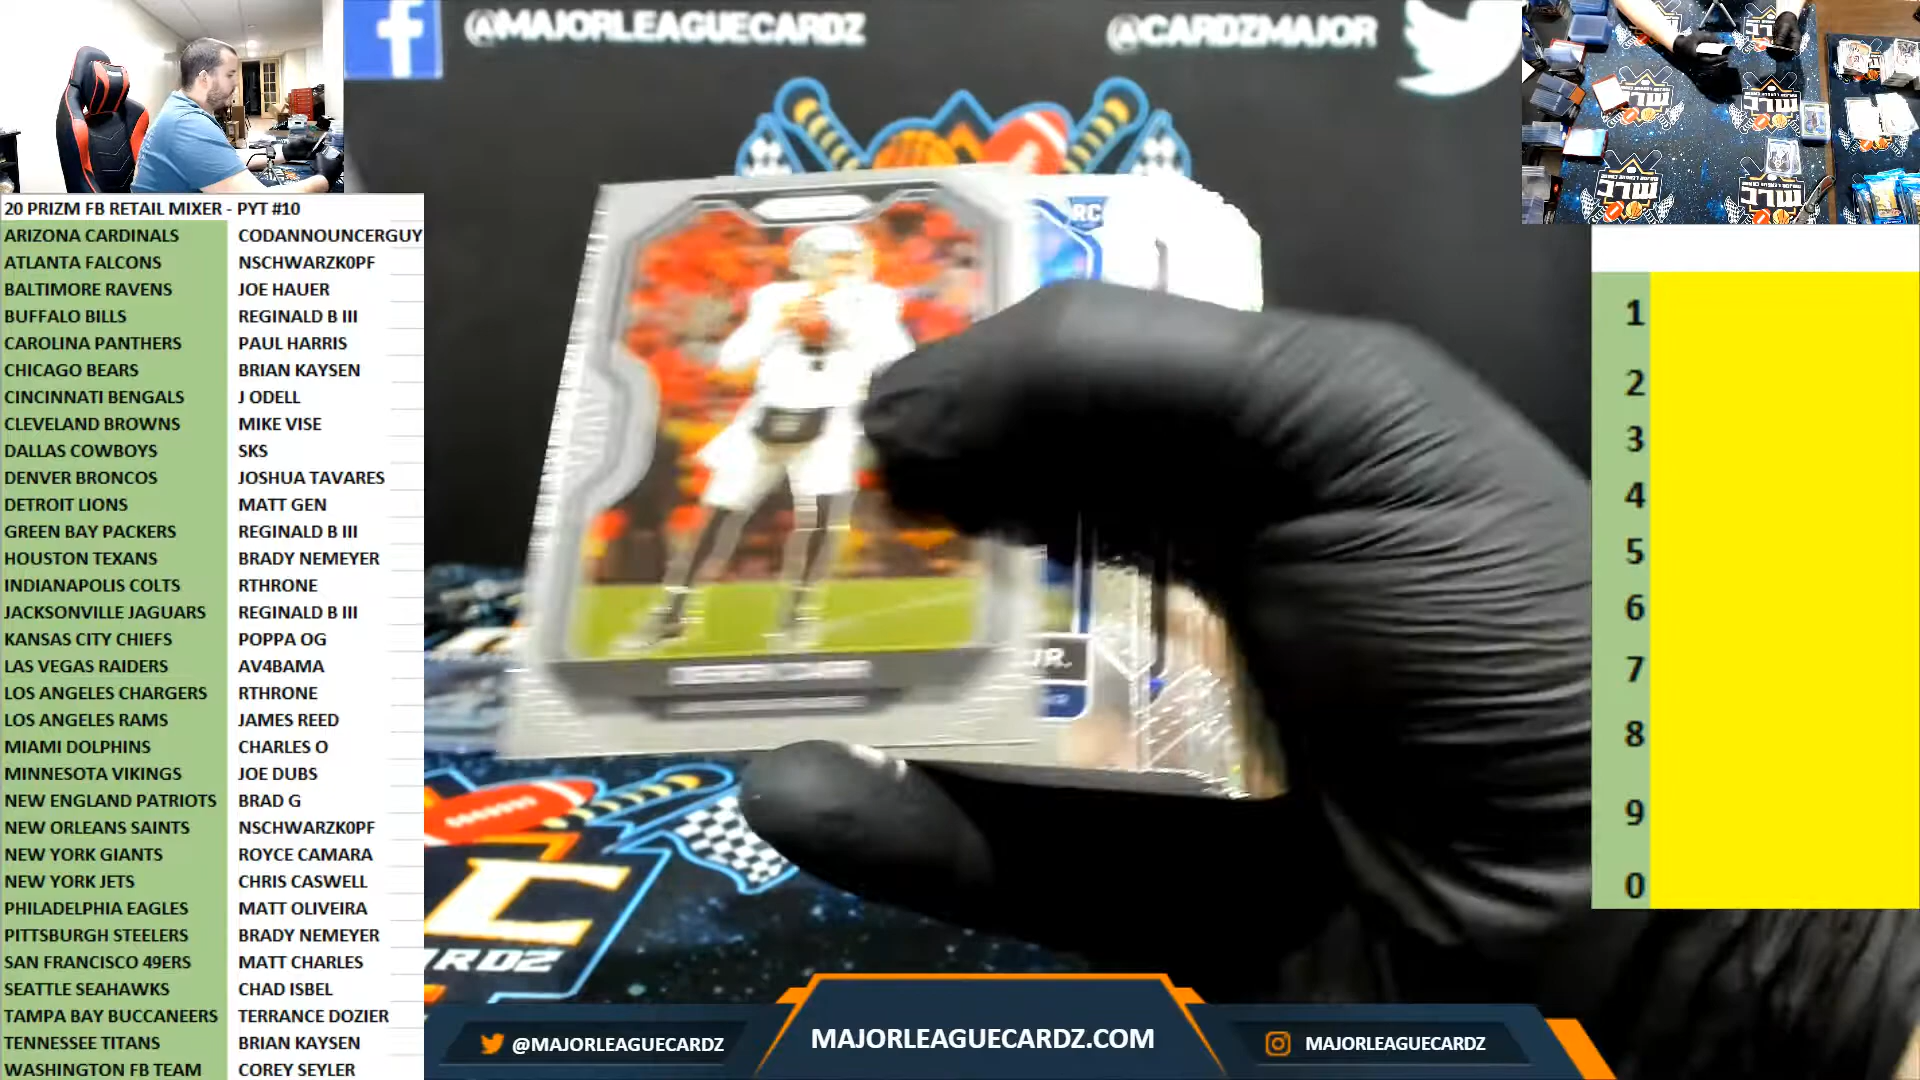 @MAJORLEAGUECARDZ
@CARDZMAJOR
20 PRIZM FB RETAIL MIXER - PYT #10
ARIZONA CARDINALS CODANNOUNCERGUY
ATLANTA FALCONS NSCHWARZK0PF
BALTIMORE RAVENS JOE HAUER
BUFFALO BILLS REGINALD B III
CAROLINA PANTHERS PAUL HARRIS
CHICAGO BEARS BRIAN KAYSEN
CINCINNATI BENGALS J ODELL
CLEVELAND BROWNS MIKE VISE
DALLAS COWBOYS SKS
DENVER BRONCOS JOSHUA TAVARES
DETROIT LIONS MATT GEN
GREEN BAY PACKERS REGINALD B III
HOUSTON TEXANS BRADY NEMEYER
INDIANAPOLIS COLTS RTHRONE
JACKSONVILLE JAGUARS REGINALD B III
KANSAS CITY CHIEFS POPPA OG
LAS VEGAS RAIDERS AV4BAMA
LOS ANGELES CHARGERS RTHRONE
LOS ANGELES RAMS JAMES REED
MIAMI DOLPHINS CHARLES O
MINNESOTA VIKINGS JOE DUBS
NEW ENGLAND PATRIOTS BRAD G
NEW ORLEANS SAINTS NSCHWARZK0PF
NEW YORK GIANTS ROYCE CAMARA
NEW YORK JETS CHRIS CASWELL
PHILADELPHIA EAGLES MATT OLIVEIRA
PITTSBURGH STEELERS BRADY NEMEYER
SAN FRANCISCO 49ERS MATT CHARLES
SEATTLE SEAHAWKS CHAD ISBEL
TAMPA BAY BUCCANEERS TERRANCE DOZIER
TENNESSEE TITANS BRIAN KAYSEN
WASHINGTON FB TEAM COREY SEYLER
RC
JR.
1
2
3
4
5
6
7
8
9
0
C
RDZ
@MAJORLEAGUECARDZ
MAJORLEAGUECARDZ.COM
MAJORLEAGUECARDZ
MLC
MLC
MLC
MLC